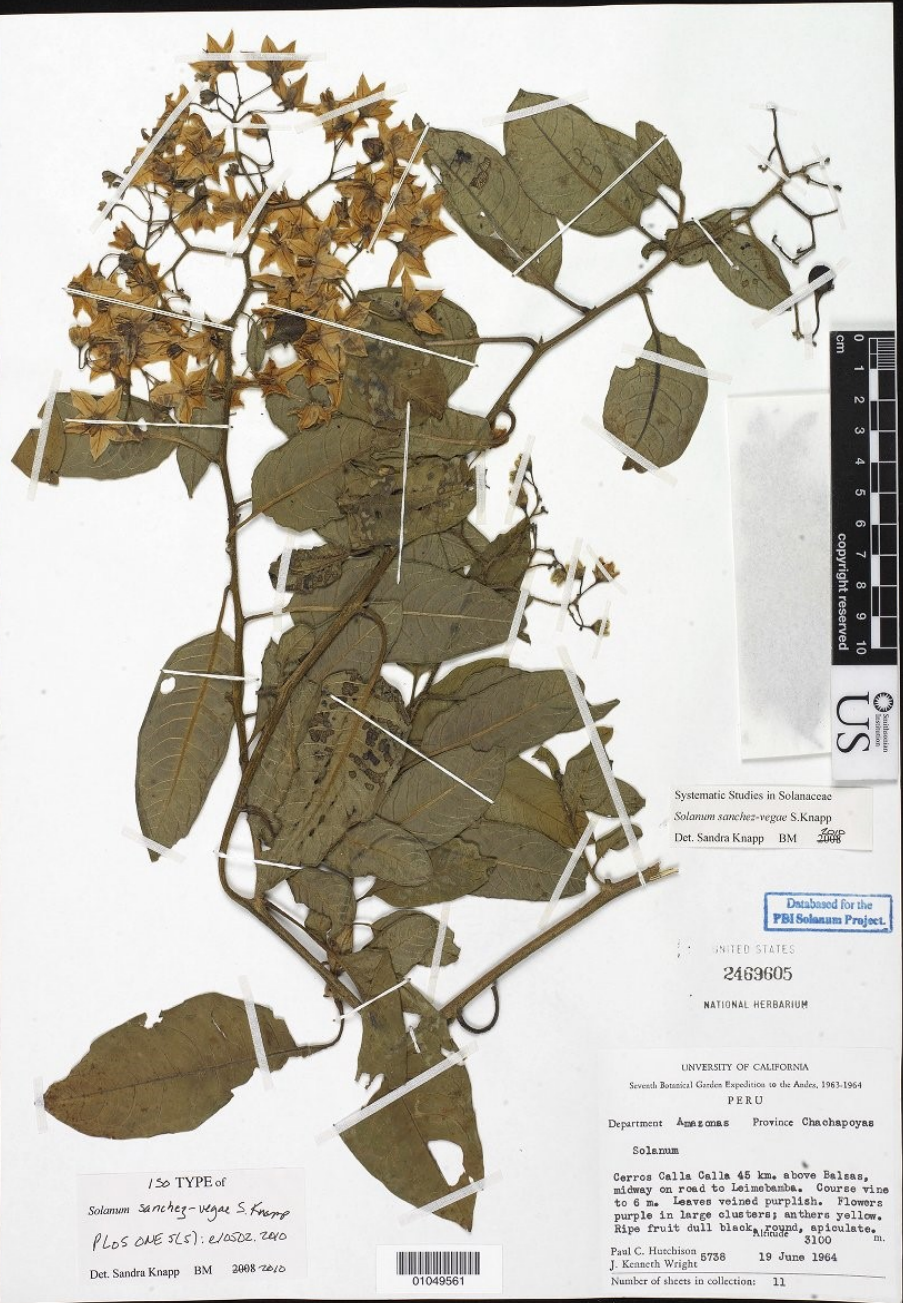 0
cm
1
2
3
4
5
6
7
8
9
10
copyright reserved
US
Smithsonian
Institution
Systematic Studies in Solanaceae
Solanum sanchez-vegae S.Knapp
2010
Det. Sandra Knapp BM 2008
Databased for the
PBI Solanum Project.
UNITED STATES
2469605
NATIONAL HERBARIUM
UNVERSITY OF CALIFORNIA
Seventh Botanical Garden Expedition to the Andes, 1963-1964
PERU
Department Amazonas Province Chachapoyas
Solanum
Cerros Calla Calla 45 km. above Balsas,
midway on road to Leimebamba. Course vine
to 6 m. Leaves veined purplish. Flowers
purple in large clusters; anthers yellow.
Ripe fruit dull black, round, apiculate.
Altitude 3100 m.
Paul C. Hutchison 5738 19 June 1964
J. Kenneth Wright
Number of sheets in collection: 11
ISO TYPE of
Solanum sanchez-vegae S. Knapp
PLOS ONE 5(5): e10502. 2010
Det. Sandra Knapp BM 2008 2010
01049561